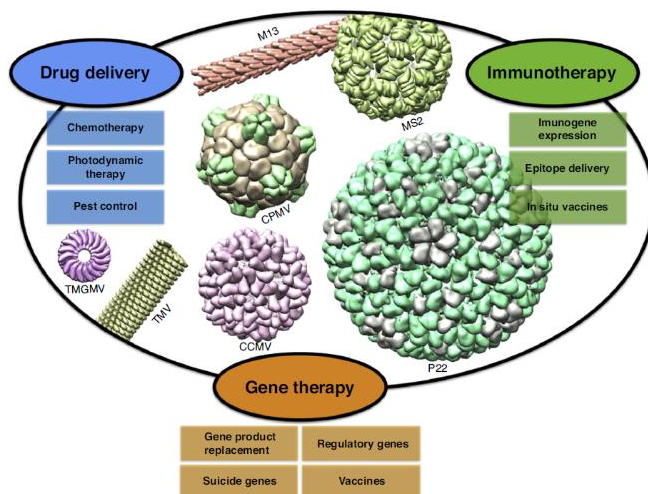 M13
Drug delivery
Immunotherapy
MS2
Chemotherapy
Imunogene
expression
Photodynamic
therapy
Epitope delivery
Pest control
In situ vaccines
CPMV
TMGMV
TMV
CCMV
P22
Gene therapy
Gene product
replacement
Regulatory genes
Suicide genes
Vaccines